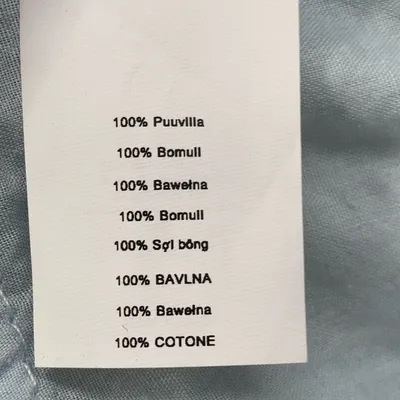 100% Puuvilla
100% Bomull
100% Bawełna
100% Bomull
100% Sợi bông
100% BAVLNA
100% Bawełna
100% COTONE